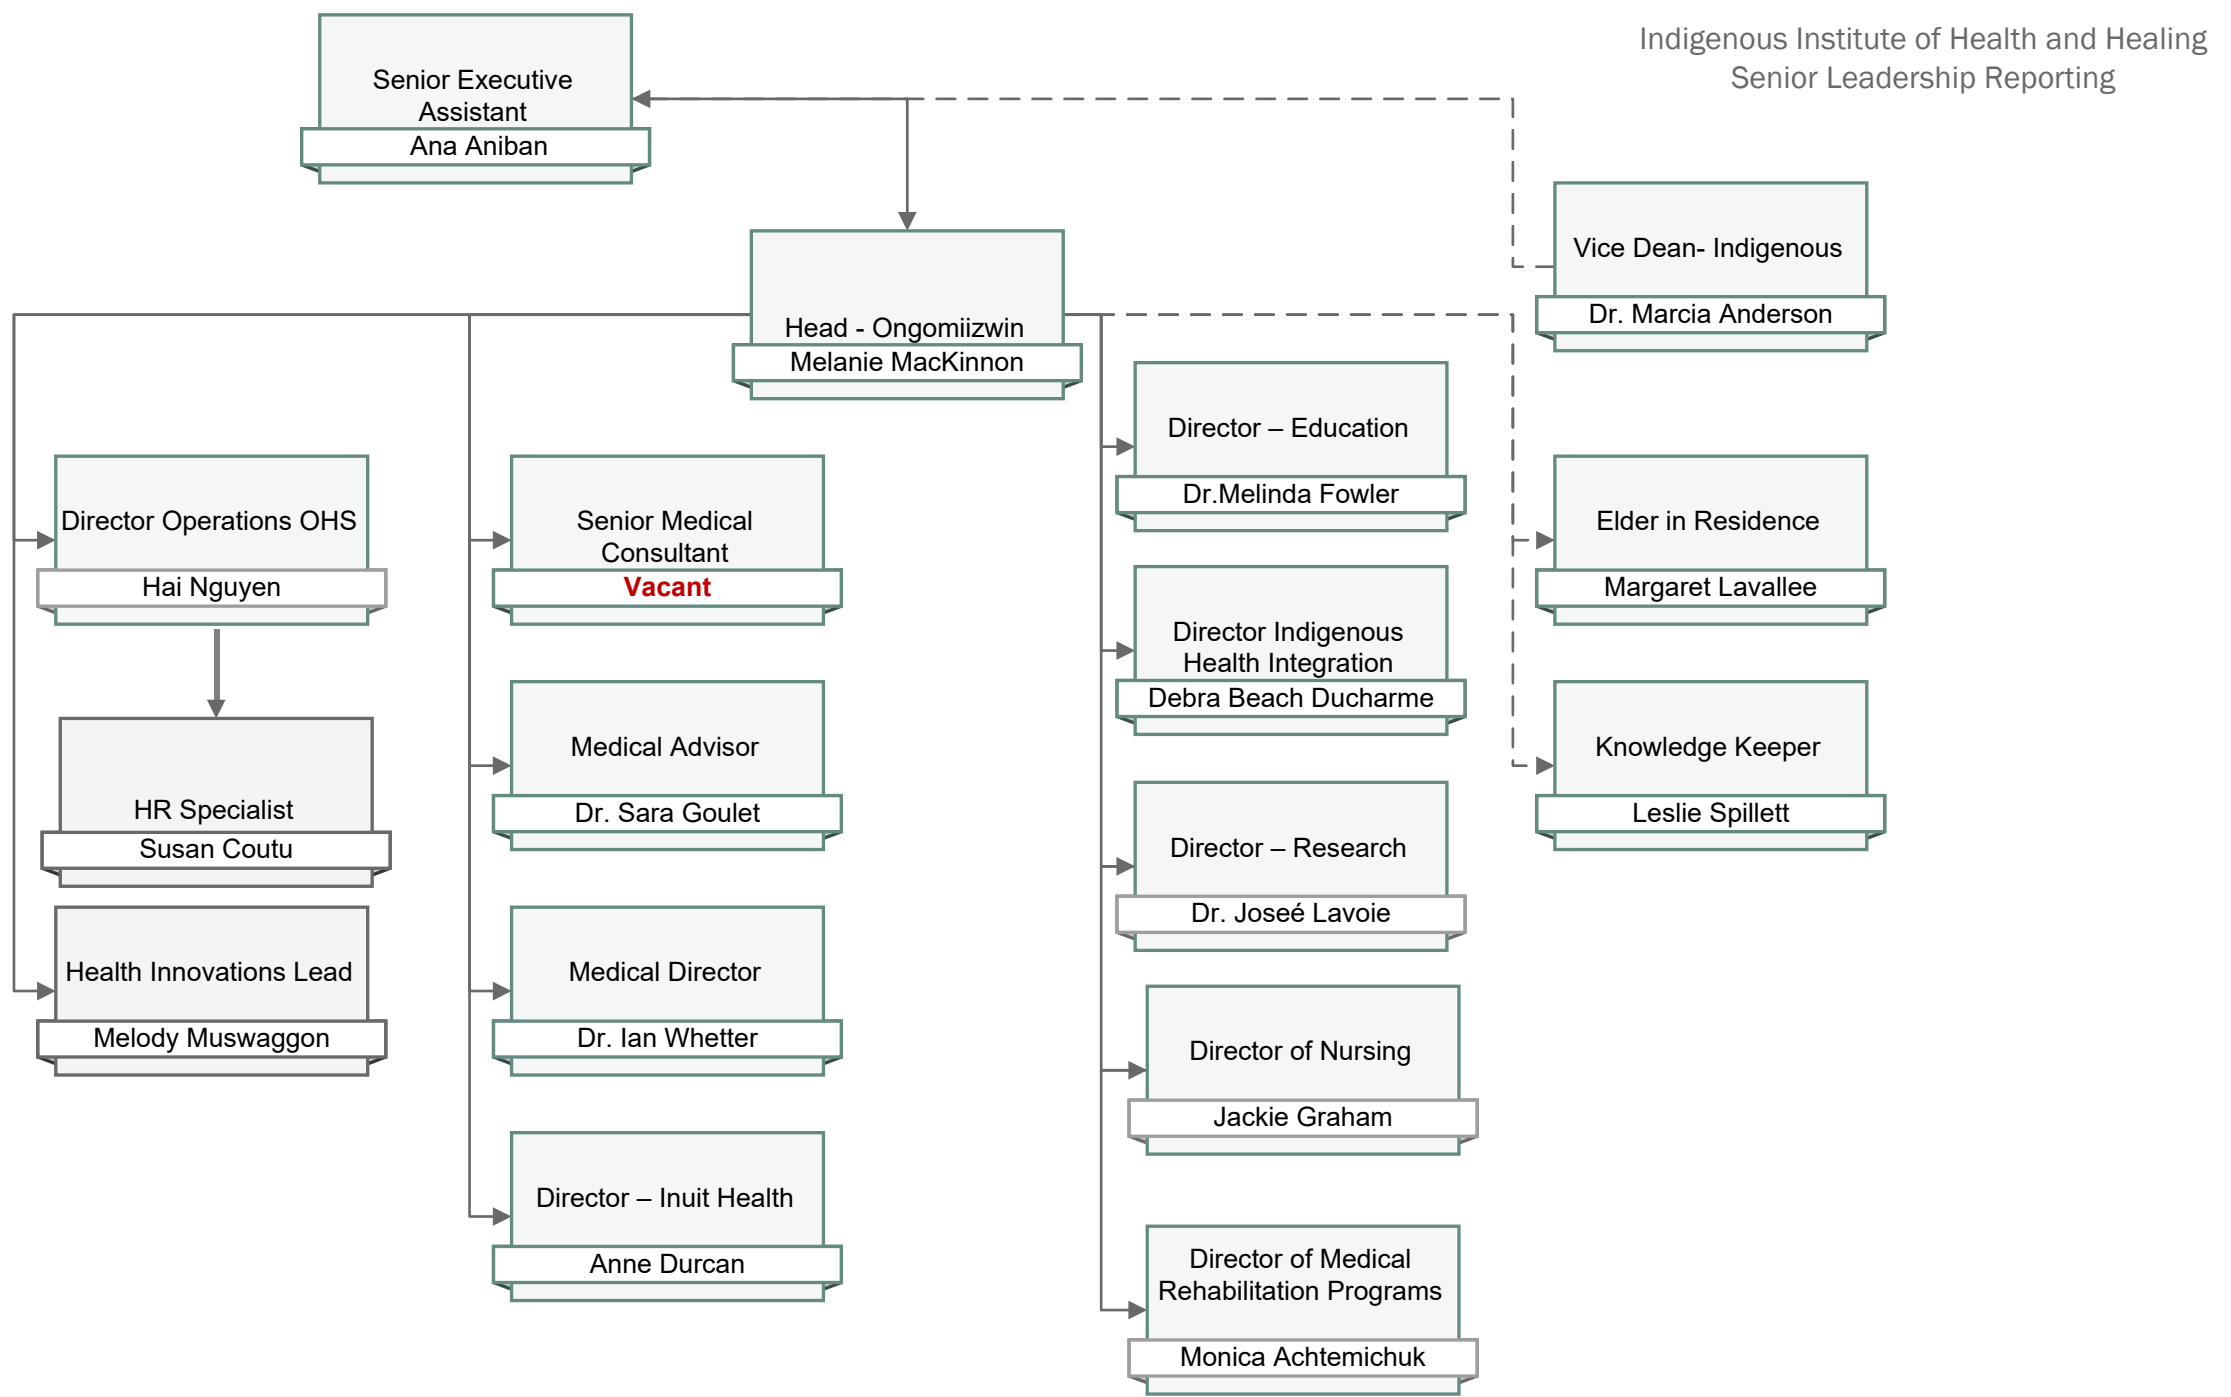 Indigenous Institute of Health and Healing
Senior Leadership Reporting
Senior Executive
Assistant
Ana Aniban
Vice Dean- Indigenous
Dr. Marcia Anderson
Head - Ongomiizwin
Melanie MacKinnon
Director Operations OHS
Hai Nguyen
HR Specialist
Susan Coutu
Health Innovations Lead
Melody Muswaggon
Senior Medical
Consultant
Vacant
Medical Advisor
Dr. Sara Goulet
Medical Director
Dr. Ian Whetter
Director – Inuit Health
Anne Durcan
Director – Education
Dr.Melinda Fowler
Director Indigenous
Health Integration
Debra Beach Ducharme
Director – Research
Dr. Joseé Lavoie
Director of Nursing
Jackie Graham
Director of Medical
Rehabilitation Programs
Monica Achtemichuk
Elder in Residence
Margaret Lavallee
Knowledge Keeper
Leslie Spillett